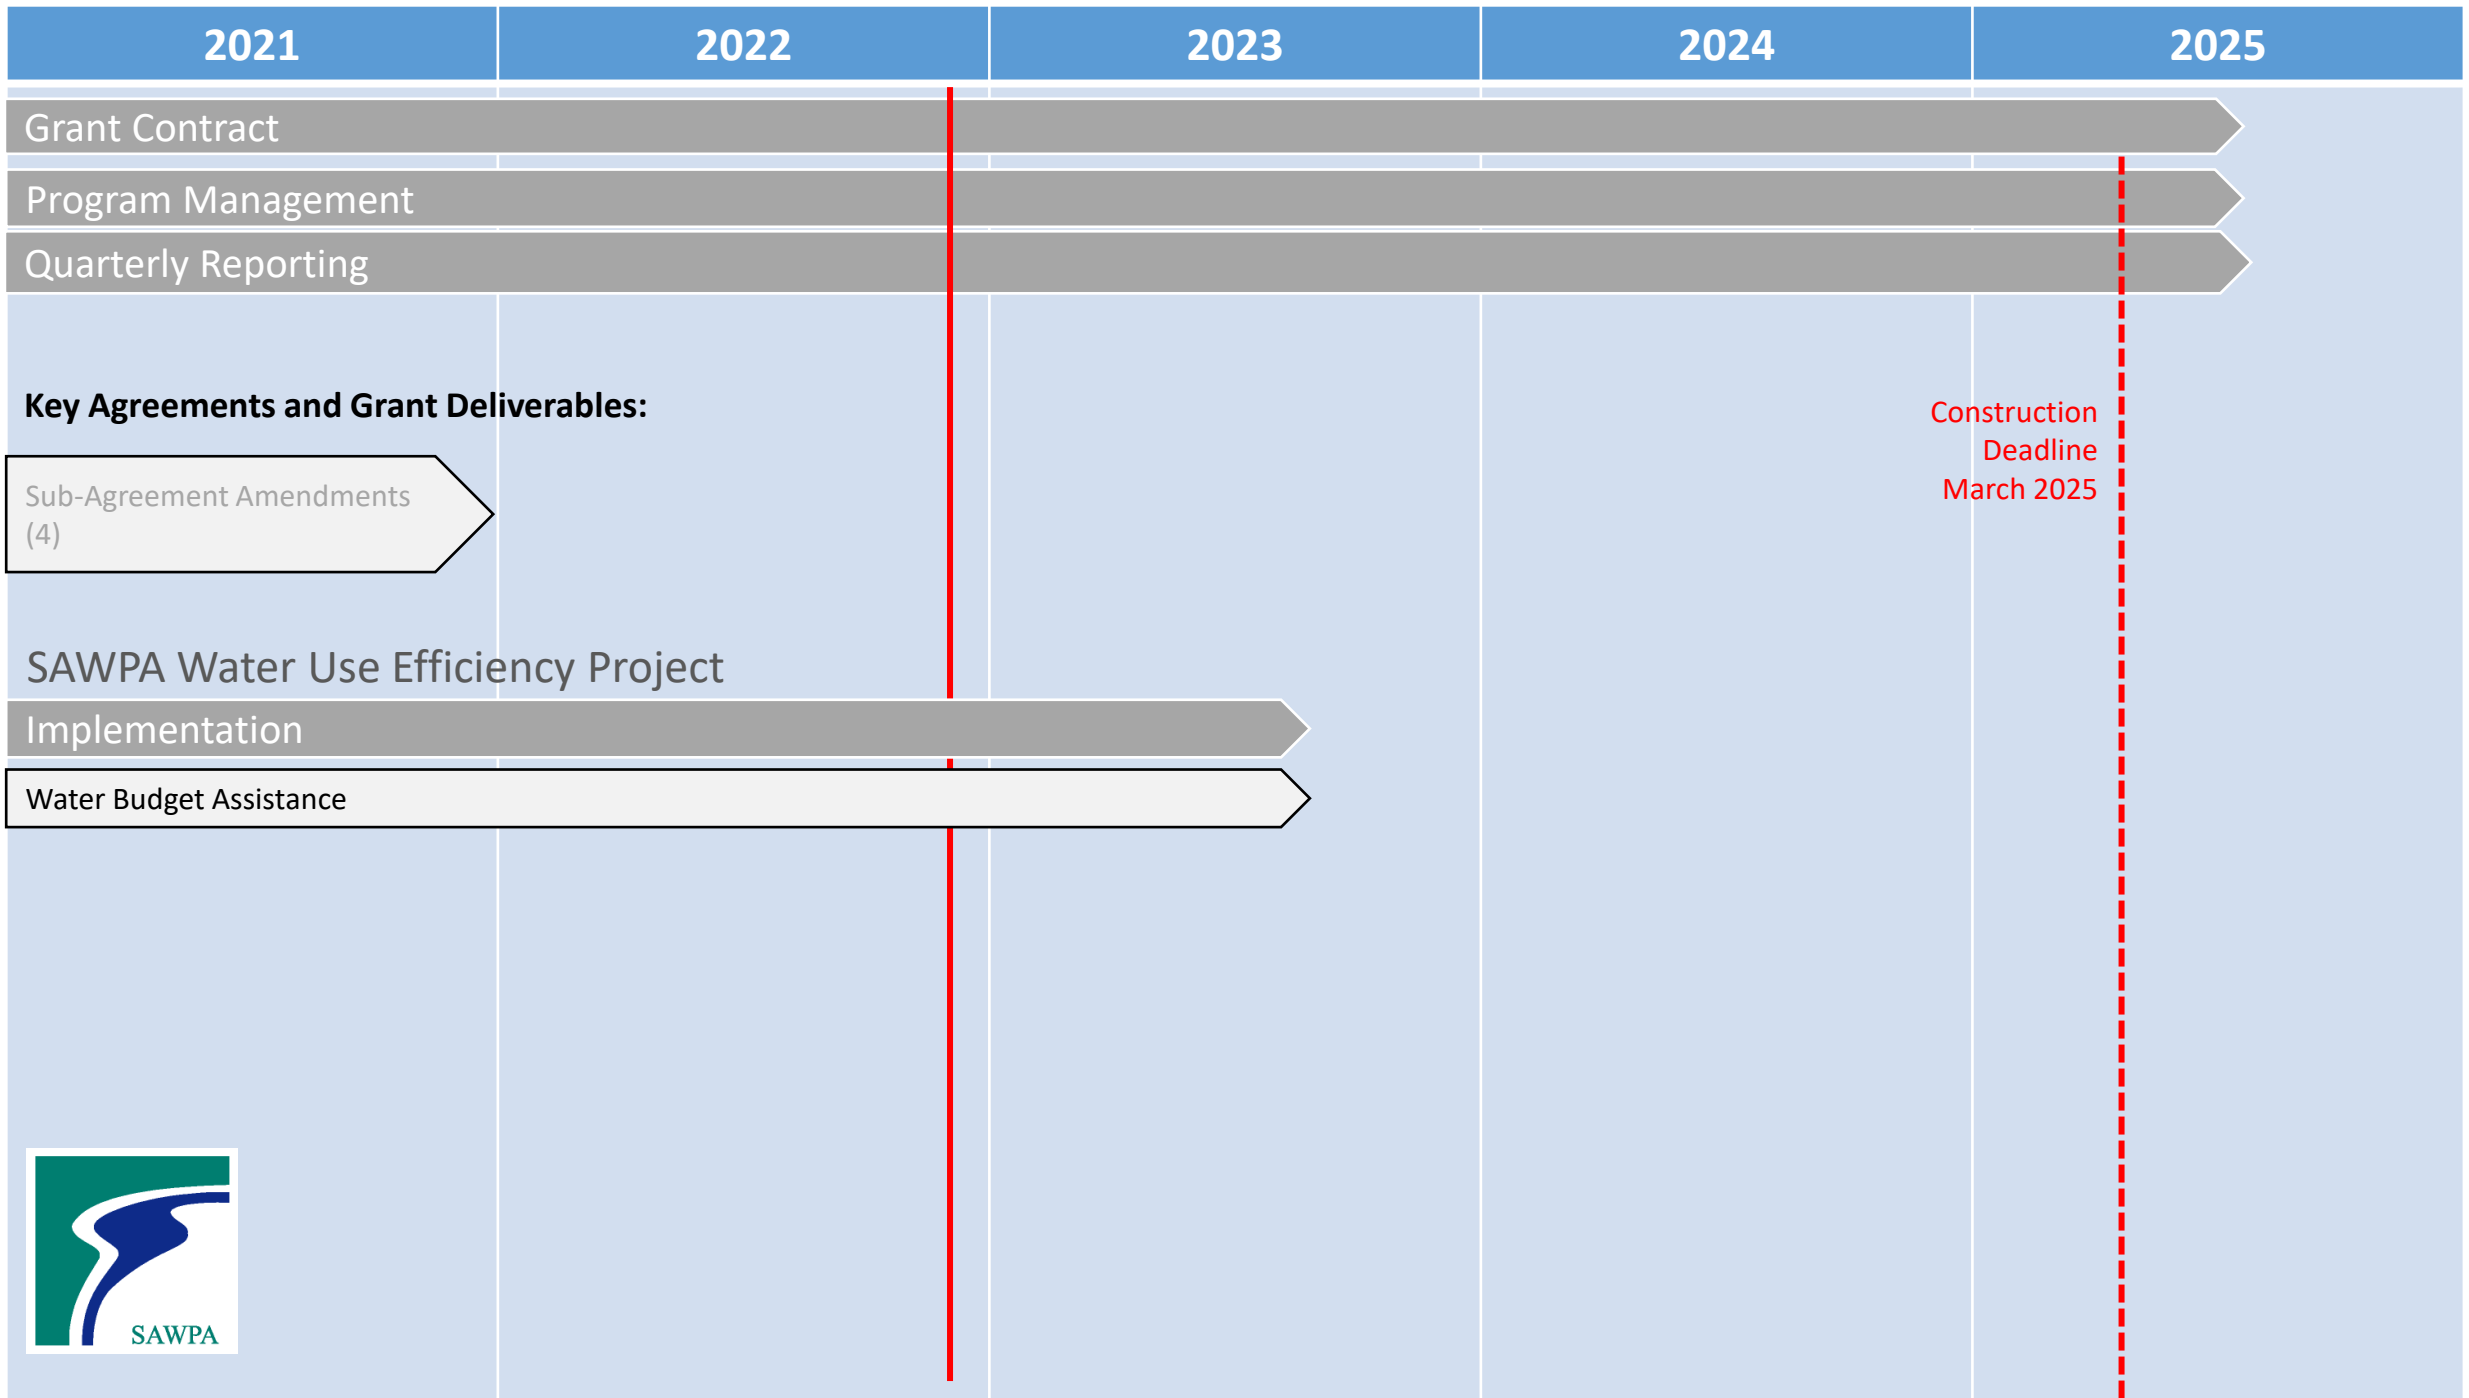 2021 2022 2023 2024 2025
Grant Contract
Program Management
Quarterly Reporting
Key Agreements and Grant Deliverables:
Construction
Deadline
March 2025
Sub-Agreement Amendments
(4)
SAWPA Water Use Efficiency Project
Implementation
Water Budget Assistance
SAWPA